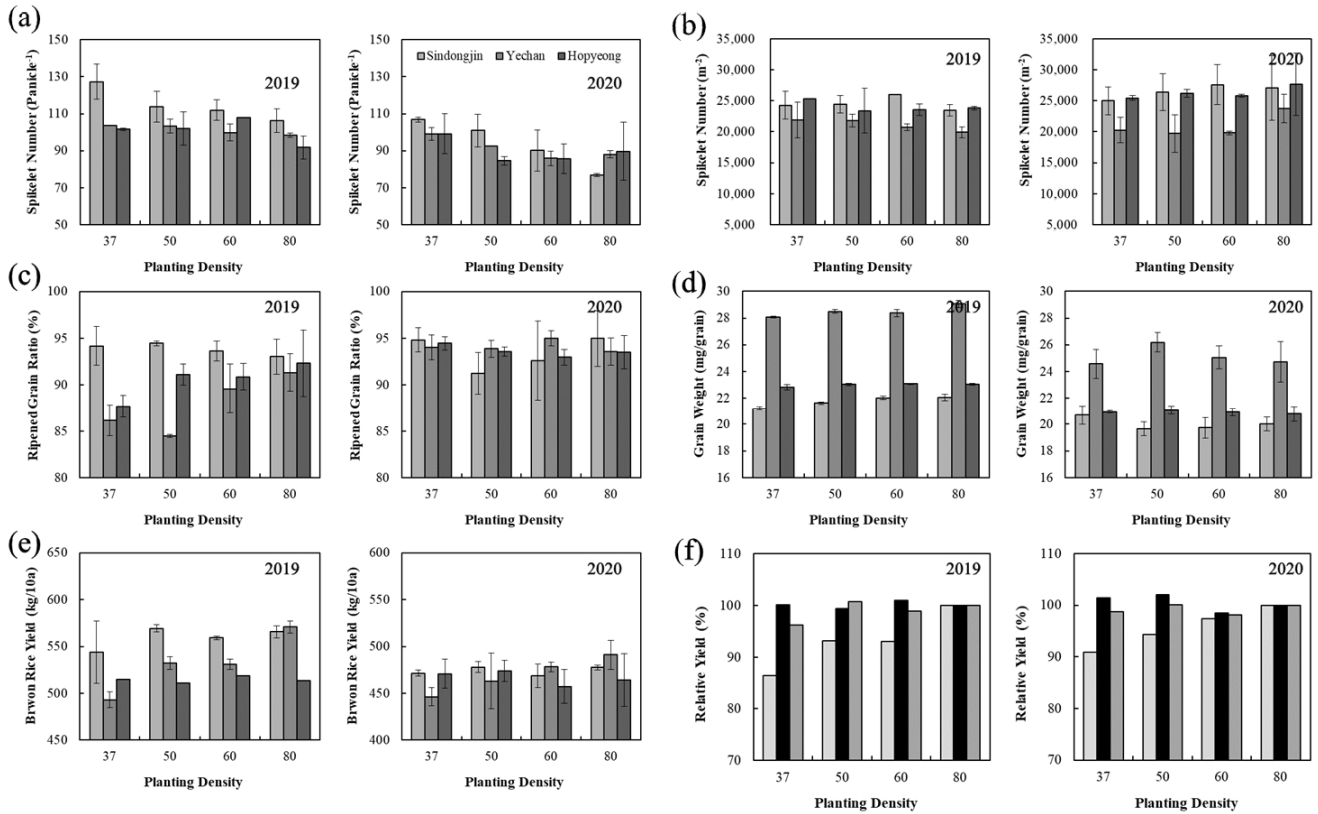 (a)
150
130
110
90
70
50
2019
37 50 60 80
Planting Density
Spikelet Number (Panicle-1)
150
130
110
90
70
50
Sindongjin Yechan Hopyeong
2020
37 50 60 80
Planting Density
(b)
35,000
30,000
25,000
20,000
15,000
10,000
5,000
2019
37 50 60 80
Planting Density
Spikelet Number (m-2)
35,000
30,000
25,000
20,000
15,000
10,000
5,000
2020
37 50 60 80
Planting Density
Spikelet Number (m-2)
(c)
100
95
90
85
80
2019
37 50 60 80
Planting Density
Ripened Grain Ratio (%)
100
95
90
85
80
2020
37 50 60 80
Planting Density
(d)
30
28
26
24
22
20
18
16
2019
37 50 60 80
Planting Density
Grain Weight (mg/grain)
30
28
26
24
22
20
18
16
2020
37 50 60 80
Planting Density
Grain Weight (mg/grain)
(e)
650
600
550
500
450
2019
37 50 60 80
Planting Density
Brwon Rice Yield (kg/10a)
600
550
500
450
400
2020
37 50 60 80
Planting Density
Brwon Rice Yield (kg/10a)
(f)
110
100
90
80
70
2019
37 50 60 80
Planting Density
Relative Yield (%)
110
100
90
80
70
2020
37 50 60 80
Planting Density
Relative Yield (%)